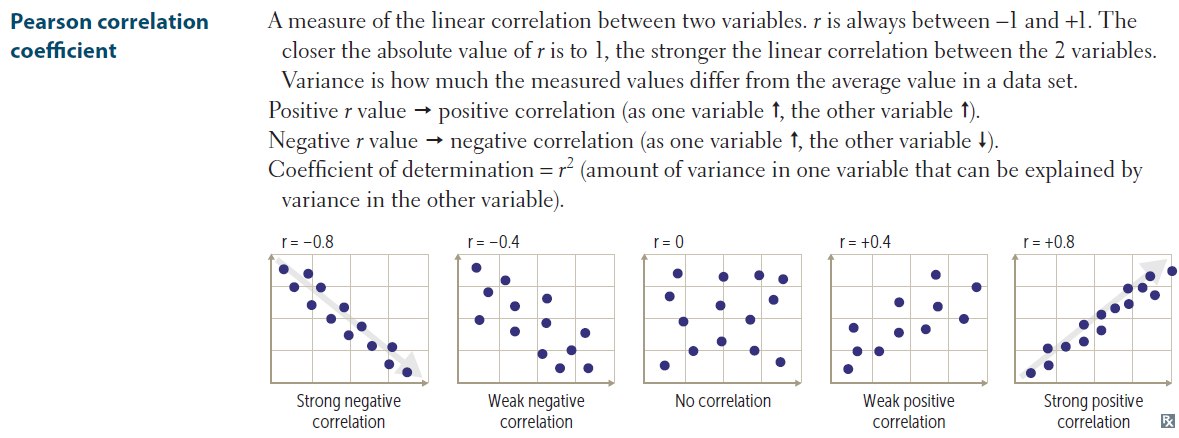 Pearson correlation
coefficient
A measure of the linear correlation between two variables. r is always between –1 and +1. The
closer the absolute value of r is to 1, the stronger the linear correlation between the 2 variables.
Variance is how much the measured values differ from the average value in a data set.
Positive r value → positive correlation (as one variable ↑, the other variable ↑).
Negative r value → negative correlation (as one variable ↑, the other variable ↓).
Coefficient of determination = r² (amount of variance in one variable that can be explained by
variance in the other variable).
r = –0.8
r = –0.4
r = 0
r = +0.4
r = +0.8
Strong negative
correlation
Weak negative
correlation
No correlation
Weak positive
correlation
Strong positive
correlation
Rx